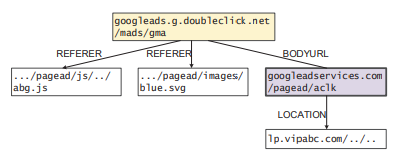 googleads.g.doubleclick.net
/mads/gma
REFERER
REFERER
BODYURL
.../pagead/js/../
abg.js
.../pagead/images/
blue.svg
googleadservices.com
/pagead/aclk
LOCATION
lp.vipabc.com/../..